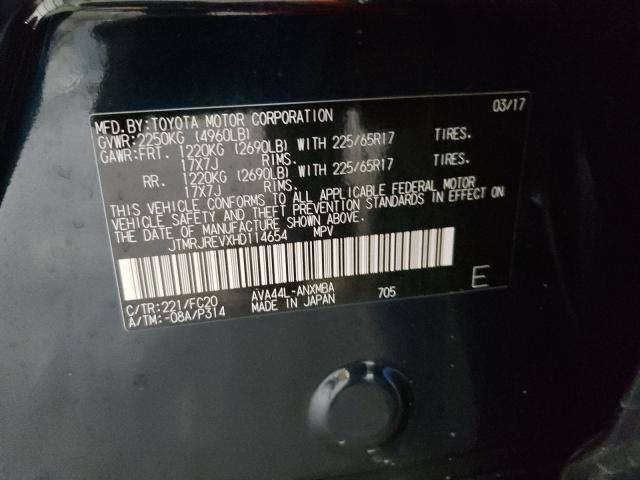 MFD.BY:TOYOTA MOTOR CORPORATION 03/17
GVWR:2250KG (4960LB)
GAWR:FRT. 1220KG (2690LB) WITH 225/65R17 TIRES.
17X7J RIMS.
RR. 1220KG (2690LB) WITH 225/65R17 TIRES.
17X7J RIMS.
THIS VEHICLE CONFORMS TO ALL APPLICABLE FEDERAL MOTOR
VEHICLE SAFETY AND THEFT PREVENTION STANDARDS IN EFFECT ON
THE DATE OF MANUFACTURE SHOWN ABOVE.
JTMRJREVXHD114654 MPV
C/TR:221/FC20 AVA44L-ANXMBA 705 E
A/TM:-08A/P314 MADE IN JAPAN